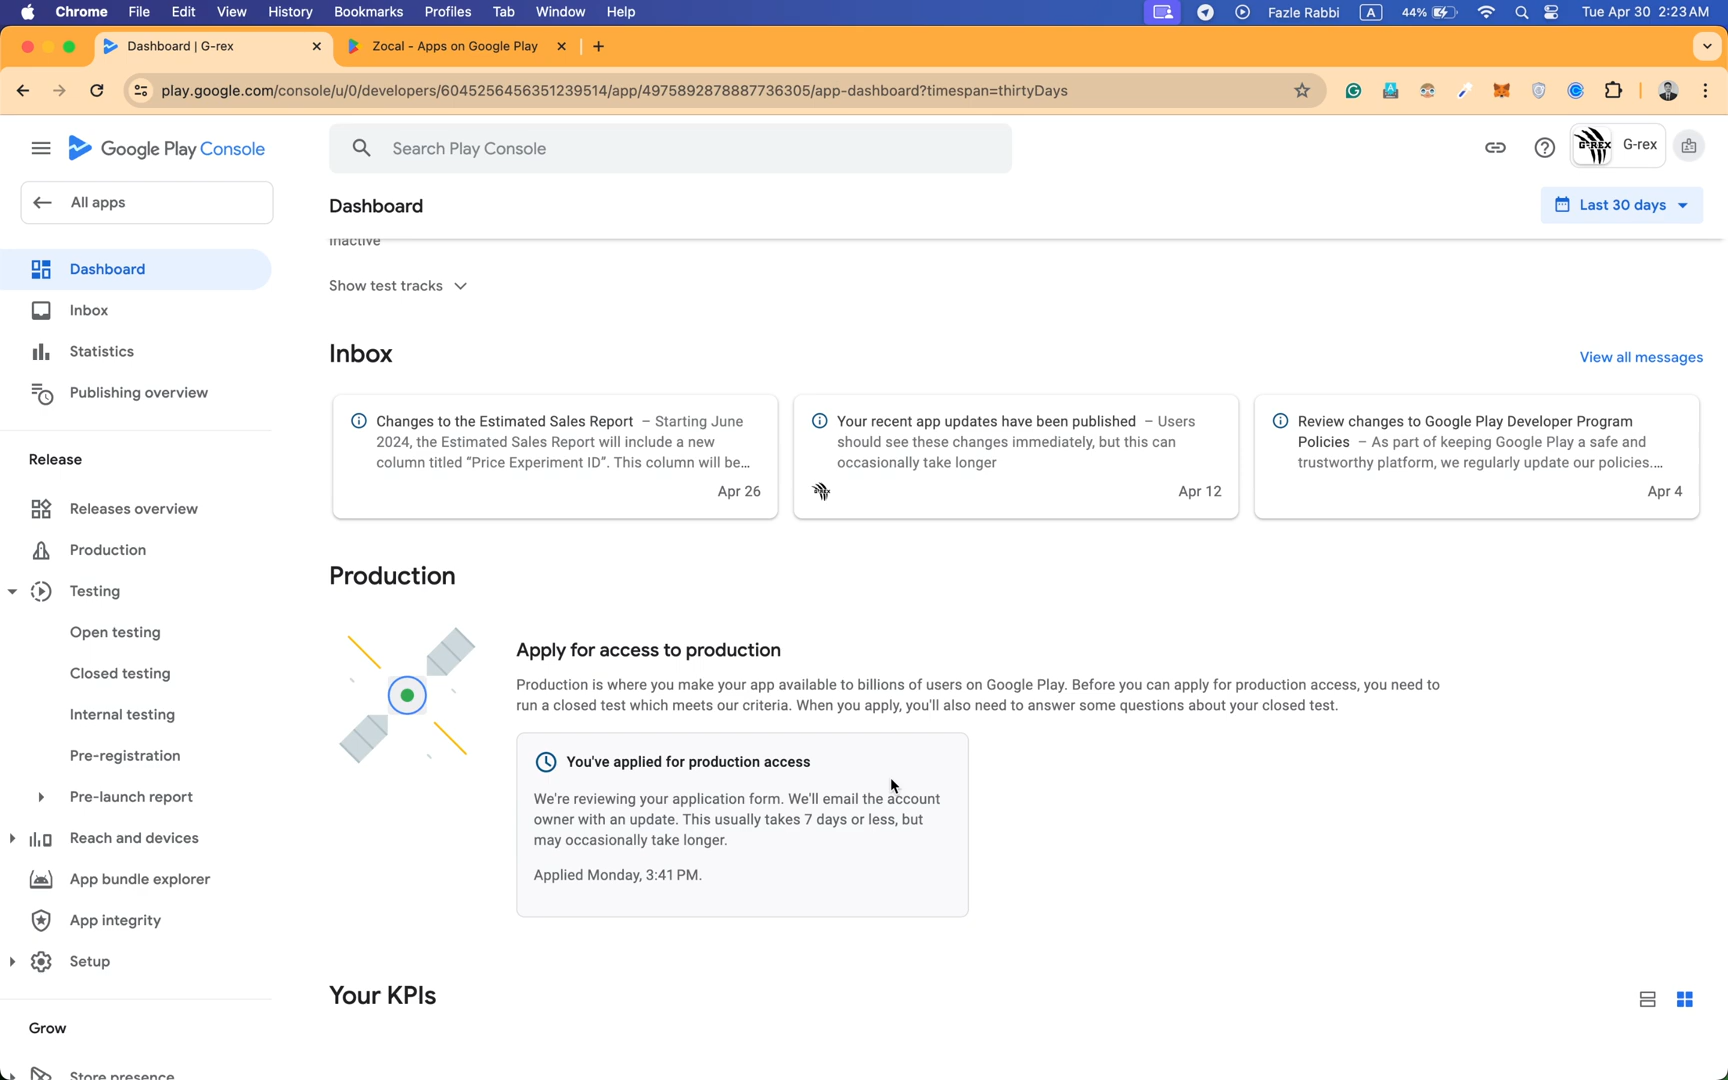 Chrome File Edit View History Bookmarks Profiles Tab Window Help
Fazle Rabbi A 44% Tue Apr 30 2:23 AM
Dashboard | G-rex
Zocal - Apps on Google Play
play.google.com/console/u/0/developers/6045256456351239514/app/4975892878887736305/app-dashboard?timespan=thirtyDays
Google Play Console
Search Play Console
G-REX
G-rex
All apps
Dashboard
Last 30 days
Dashboard
Inbox
Statistics
Publishing overview
Release
Releases overview
Production
Testing
Open testing
Closed testing
Internal testing
Pre-registration
Pre-launch report
Reach and devices
App bundle explorer
App integrity
Setup
Grow
Store presence
Inactive
Show test tracks
Inbox
View all messages
Changes to the Estimated Sales Report – Starting June
2024, the Estimated Sales Report will include a new
column titled “Price Experiment ID”. This column will be...
Apr 26
Your recent app updates have been published – Users
should see these changes immediately, but this can
occasionally take longer
Apr 12
Review changes to Google Play Developer Program
Policies – As part of keeping Google Play a safe and
trustworthy platform, we regularly update our policies....
Apr 4
Production
Apply for access to production
Production is where you make your app available to billions of users on Google Play. Before you can apply for production access, you need to
run a closed test which meets our criteria. When you apply, you'll also need to answer some questions about your closed test.
You've applied for production access
We're reviewing your application form. We'll email the account
owner with an update. This usually takes 7 days or less, but
may occasionally take longer.
Applied Monday, 3:41 PM.
Your KPIs